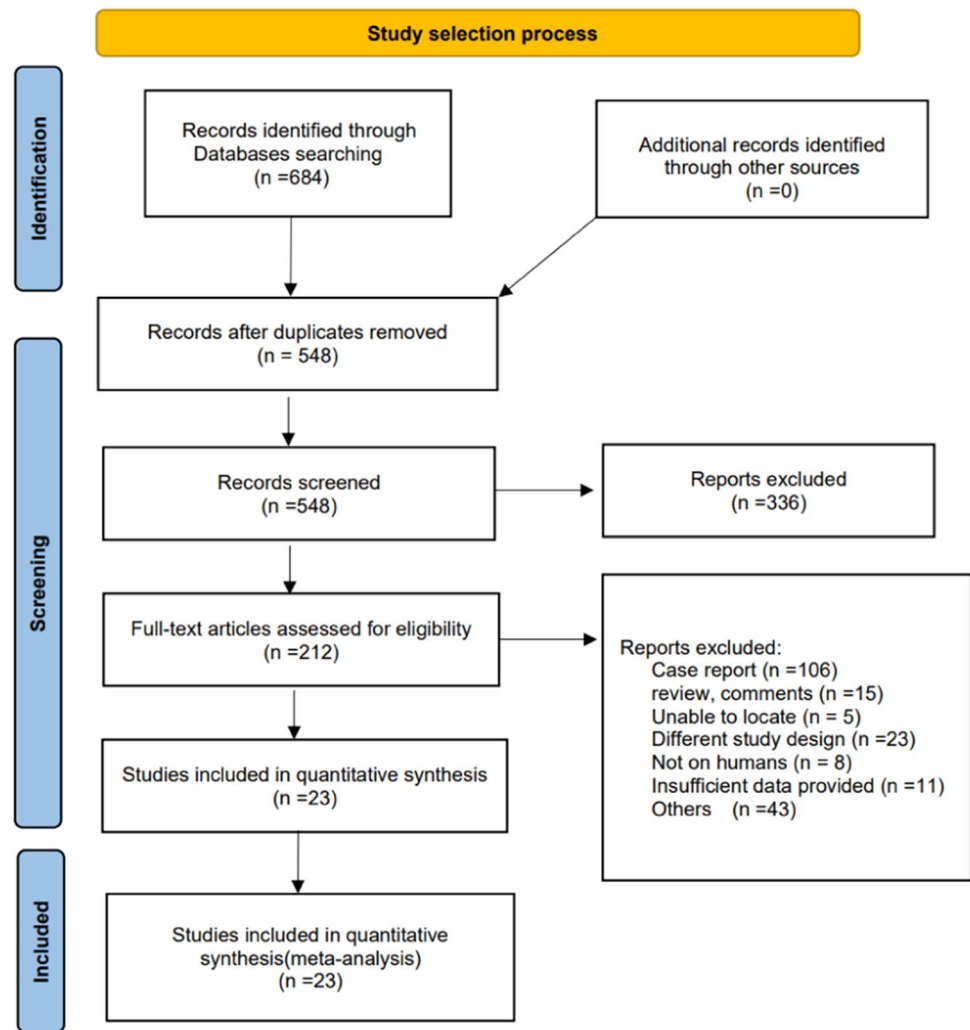 Study selection process
Identification
Records identified through
Databases searching
(n =684)
Additional records identified
through other sources
(n =0)
Records after duplicates removed
(n = 548)
Screening
Records screened
(n =548)
Reports excluded
(n =336)
Full-text articles assessed for eligibility
(n =212)
Reports excluded:
Case report (n =106)
review, comments (n =15)
Unable to locate (n = 5)
Different study design (n =23)
Not on humans (n = 8)
Insufficient data provided (n =11)
Others (n =43)
Studies included in quantitative synthesis
(n =23)
Included
Studies included in quantitative
synthesis(meta-analysis)
(n =23)